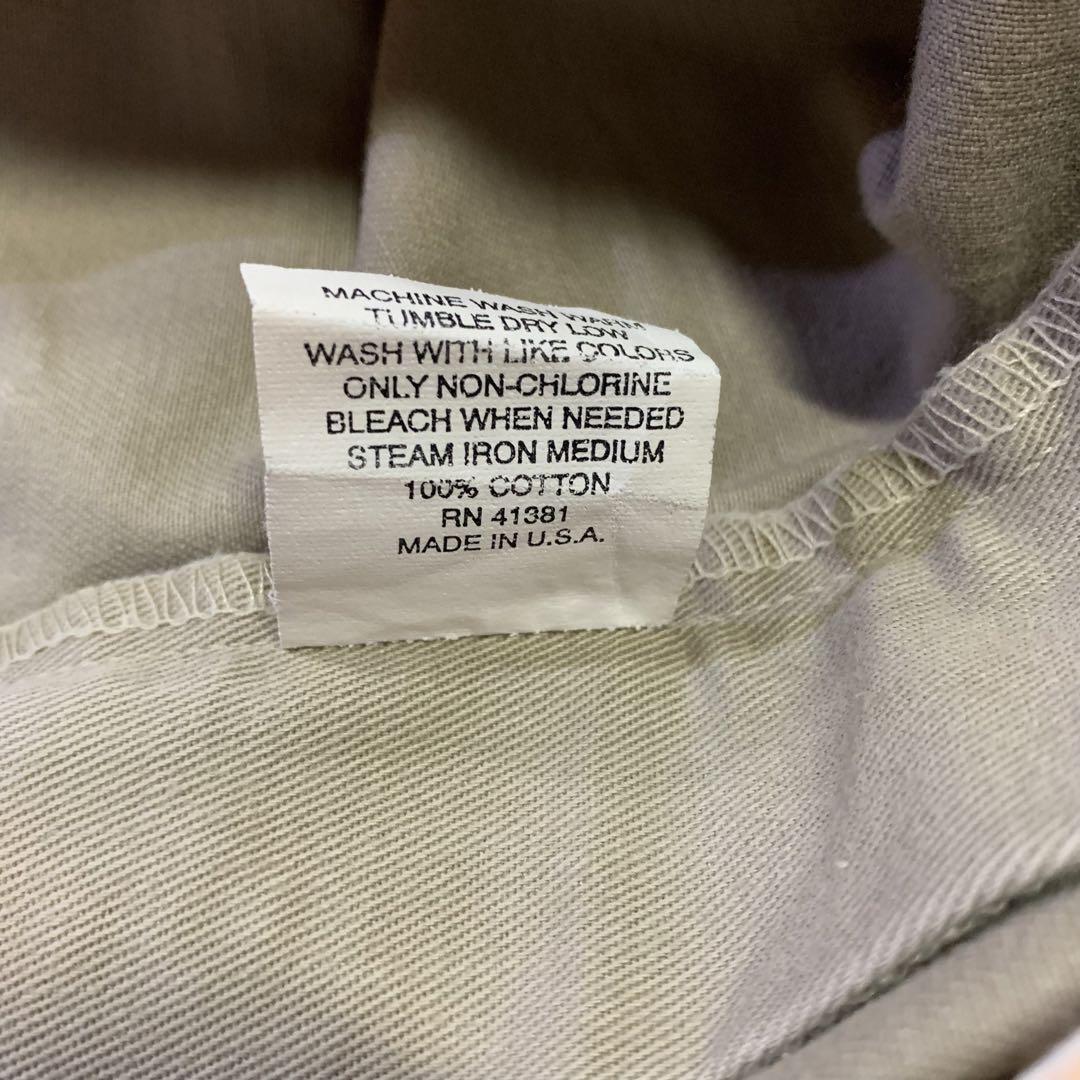 MACHINE WASH WARM
TUMBLE DRY LOW
WASH WITH LIKE COLORS
ONLY NON-CHLORINE
BLEACH WHEN NEEDED
STEAM IRON MEDIUM
100% COTTON
RN 41381
MADE IN U.S.A.